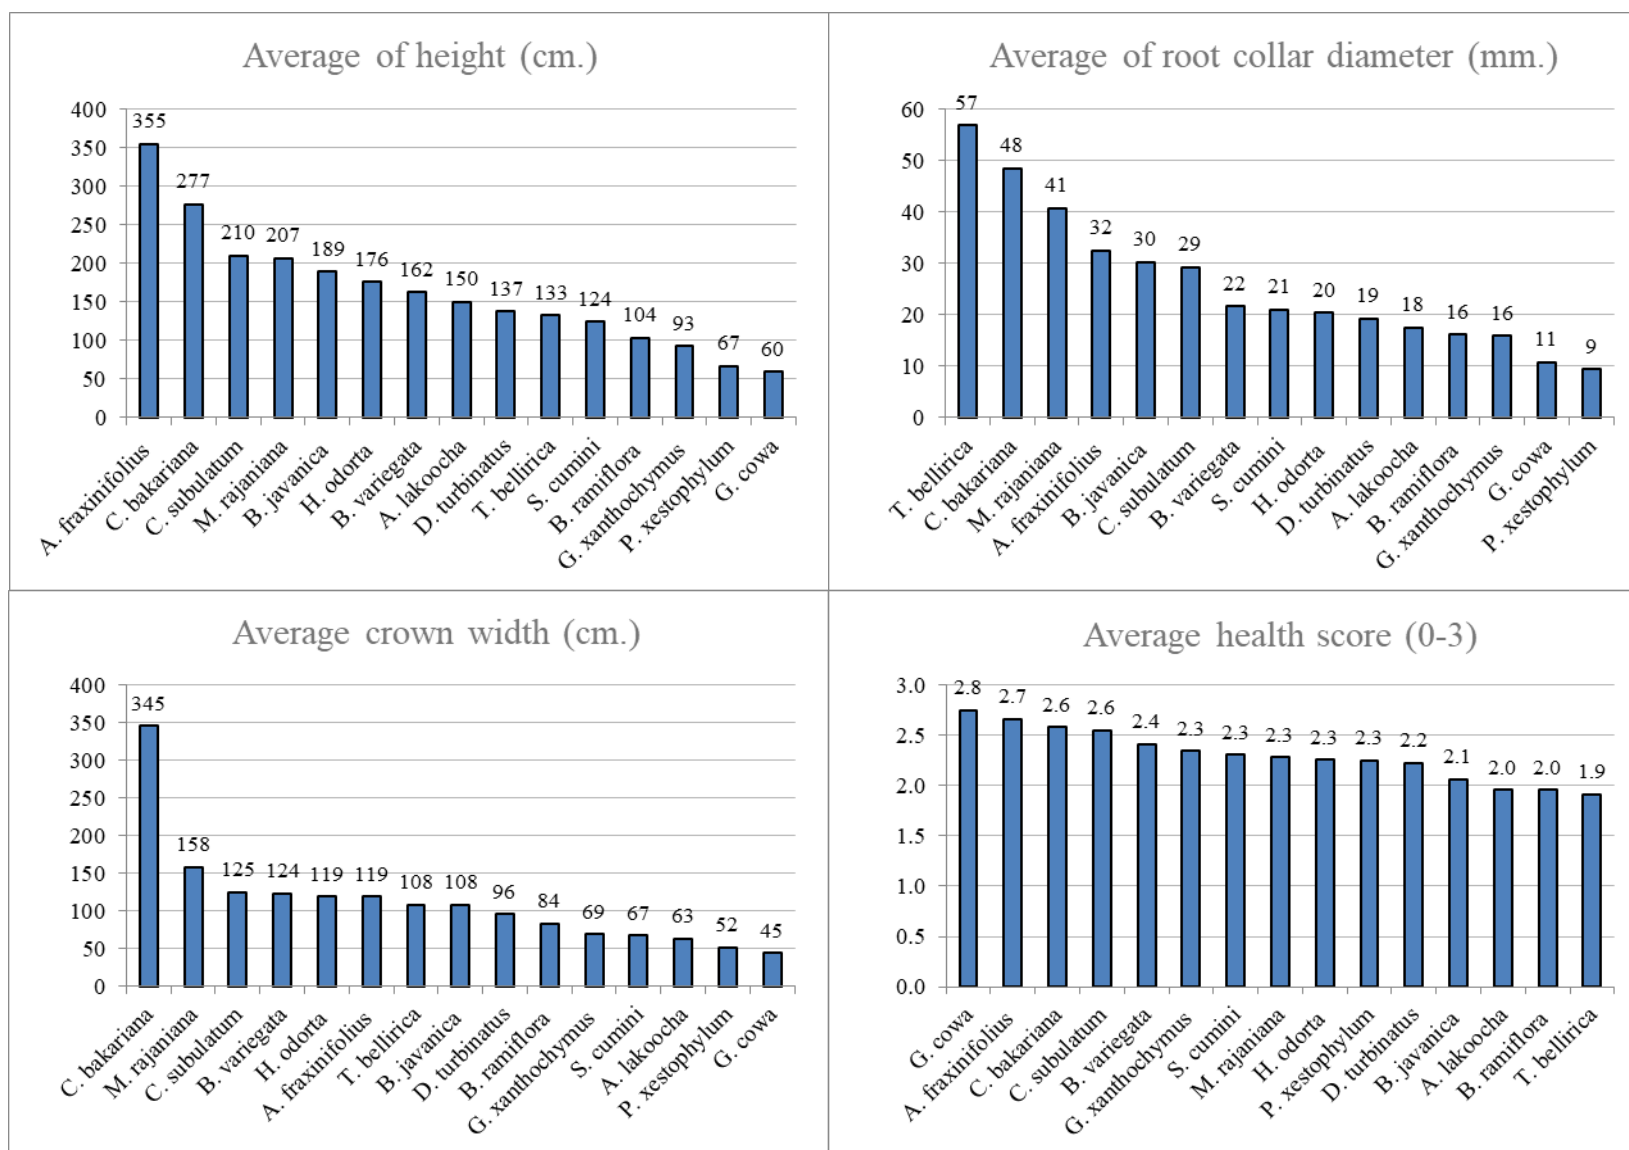 Average of height (cm.)
400
350
300
250
200
150
100
50
0
355
277
210
207
189
176
162
150
137
133
124
104
93
67
60
A. fraxinifolius
C. bakariana
C. subulatum
M. rajaniana
B. javanica
H. odorta
B. variegata
A. lakoocha
D. turbinatus
T. bellirica
S. cumini
B. ramiflora
G. xanthochymus
P. xestophylum
G. cowa
Average of root collar diameter (mm.)
60
50
40
30
20
10
0
57
48
41
32
30
29
22
21
20
19
18
16
16
11
9
T. bellirica
C. bakariana
M. rajaniana
A. fraxinifolius
B. javanica
C. subulatum
B. variegata
S. cumini
H. odorta
D. turbinatus
A. lakoocha
B. ramiflora
G. xanthochymus
G. cowa
P. xestophylum
Average crown width (cm.)
400
350
300
250
200
150
100
50
0
345
158
125
124
119
119
108
108
96
84
69
67
63
52
45
C. bakariana
M. rajaniana
C. subulatum
B. variegata
H. odorta
A. fraxinifolius
T. bellirica
B. javanica
D. turbinatus
B. ramiflora
G. xanthochymus
S. cumini
A. lakoocha
P. xestophylum
G. cowa
Average health score (0-3)
3.0
2.5
2.0
1.5
1.0
0.5
0.0
2.8
2.7
2.6
2.6
2.4
2.3
2.3
2.3
2.3
2.3
2.2
2.1
2.0
2.0
1.9
G. cowa
A. fraxinifolius
C. bakariana
C. subulatum
B. variegata
G. xanthochymus
S. cumini
M. rajaniana
H. odorta
P. xestophylum
D. turbinatus
B. javanica
A. lakoocha
B. ramiflora
T. bellirica